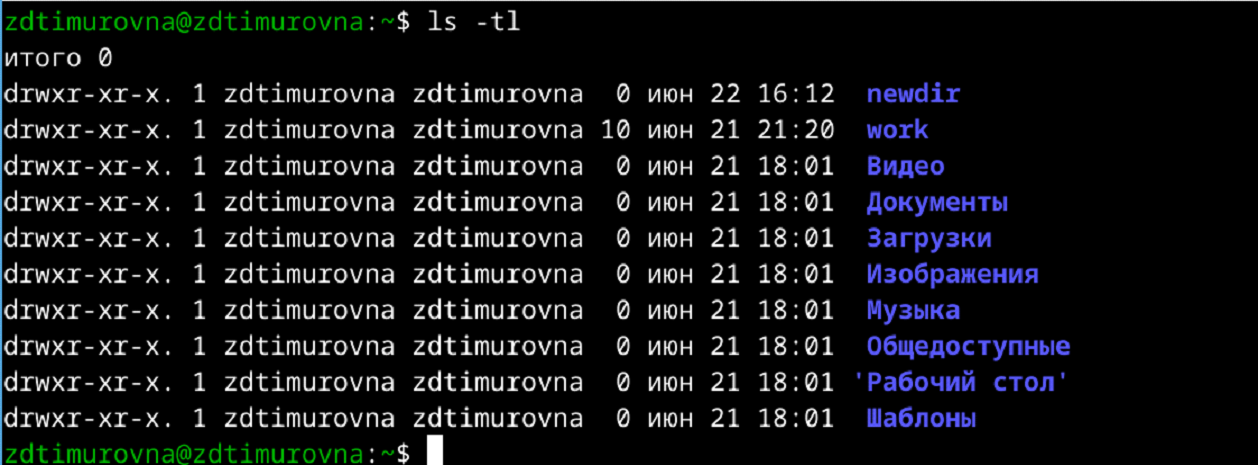 zdtimurovna@zdtimurovna:~$ ls -tl
итого 0
drwxr-xr-x. 1 zdtimurovna zdtimurovna  0 июн 22 16:12  newdir
drwxr-xr-x. 1 zdtimurovna zdtimurovna 10 июн 21 21:20  work
drwxr-xr-x. 1 zdtimurovna zdtimurovna  0 июн 21 18:01  Видео
drwxr-xr-x. 1 zdtimurovna zdtimurovna  0 июн 21 18:01  Документы
drwxr-xr-x. 1 zdtimurovna zdtimurovna  0 июн 21 18:01  Загрузки
drwxr-xr-x. 1 zdtimurovna zdtimurovna  0 июн 21 18:01  Изображения
drwxr-xr-x. 1 zdtimurovna zdtimurovna  0 июн 21 18:01  Музыка
drwxr-xr-x. 1 zdtimurovna zdtimurovna  0 июн 21 18:01  Общедоступные
drwxr-xr-x. 1 zdtimurovna zdtimurovna  0 июн 21 18:01 'Рабочий стол'
drwxr-xr-x. 1 zdtimurovna zdtimurovna  0 июн 21 18:01  Шаблоны
zdtimurovna@zdtimurovna:~$